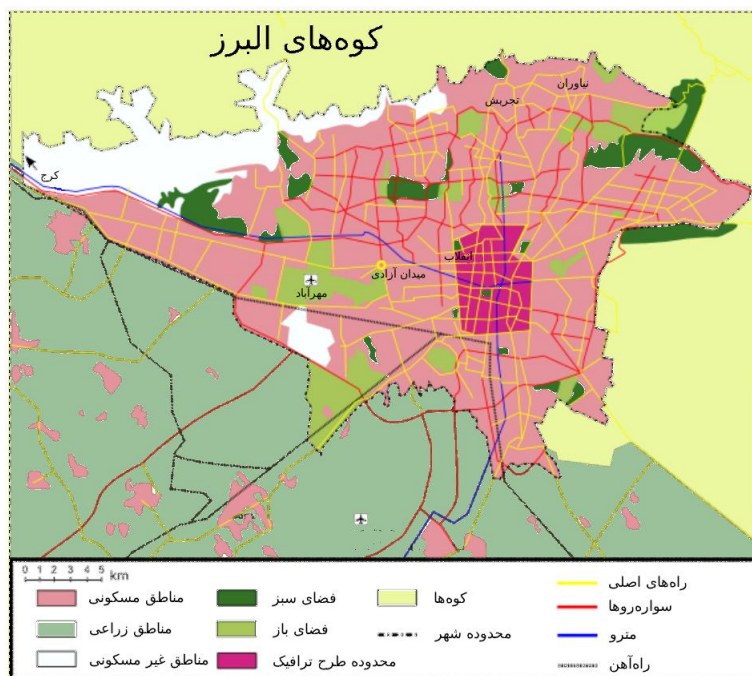 کوه‌های البرز
نیاوران
تجریش
کرج
انقلاب
میدان آزادی
مهرآباد
0 1 2 3 4 5
km
مناطق مسکونی
فضای سبز
کوه‌ها
راه‌های اصلی
سواره‌روها
مناطق زراعی
فضای باز
محدوده شهر
مترو
مناطق غیر مسکونی
محدوده طرح ترافیک
راه‌آهن